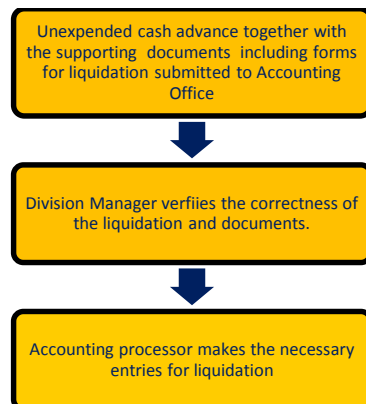 Unexpended cash advance together with
the supporting  documents  including forms
for liquidation submitted to Accounting
Office
Division Manager verfiies the correctness of
the liquidation and documents.
Accounting processor makes the necessary
entries for liquidation